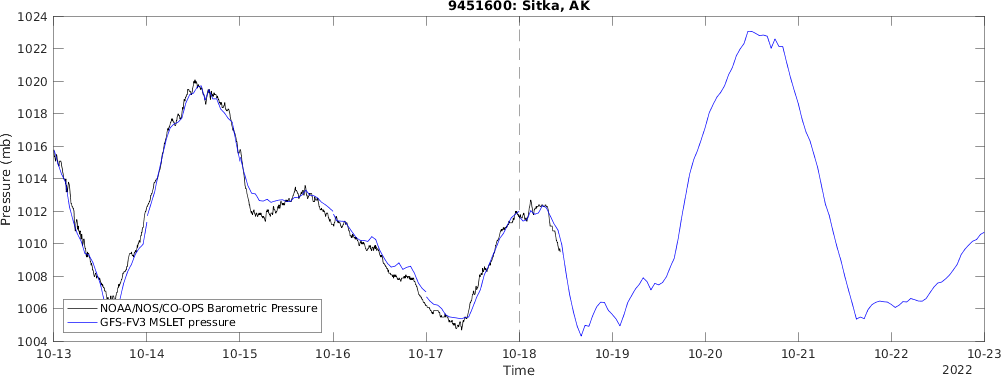 9451600: Sitka, AK
1024
1022
1020
1018
1016
1014
1012
1010
1008
1006
1004
Pressure (mb)
NOAA/NOS/CO-OPS Barometric Pressure
GFS-FV3 MSLET pressure
10-13 10-14 10-15 10-16 10-17 10-18 10-19 10-20 10-21 10-22 10-23
Time
2022